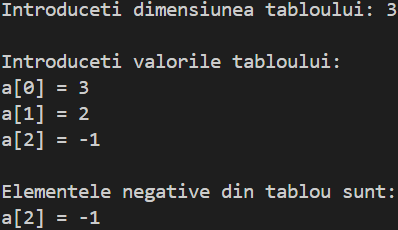 Introduceti dimensiunea tabloului: 3
Introduceti valorile tabloului:
a[0] = 3
a[1] = 2
a[2] = -1
Elementele negative din tablou sunt:
a[2] = -1